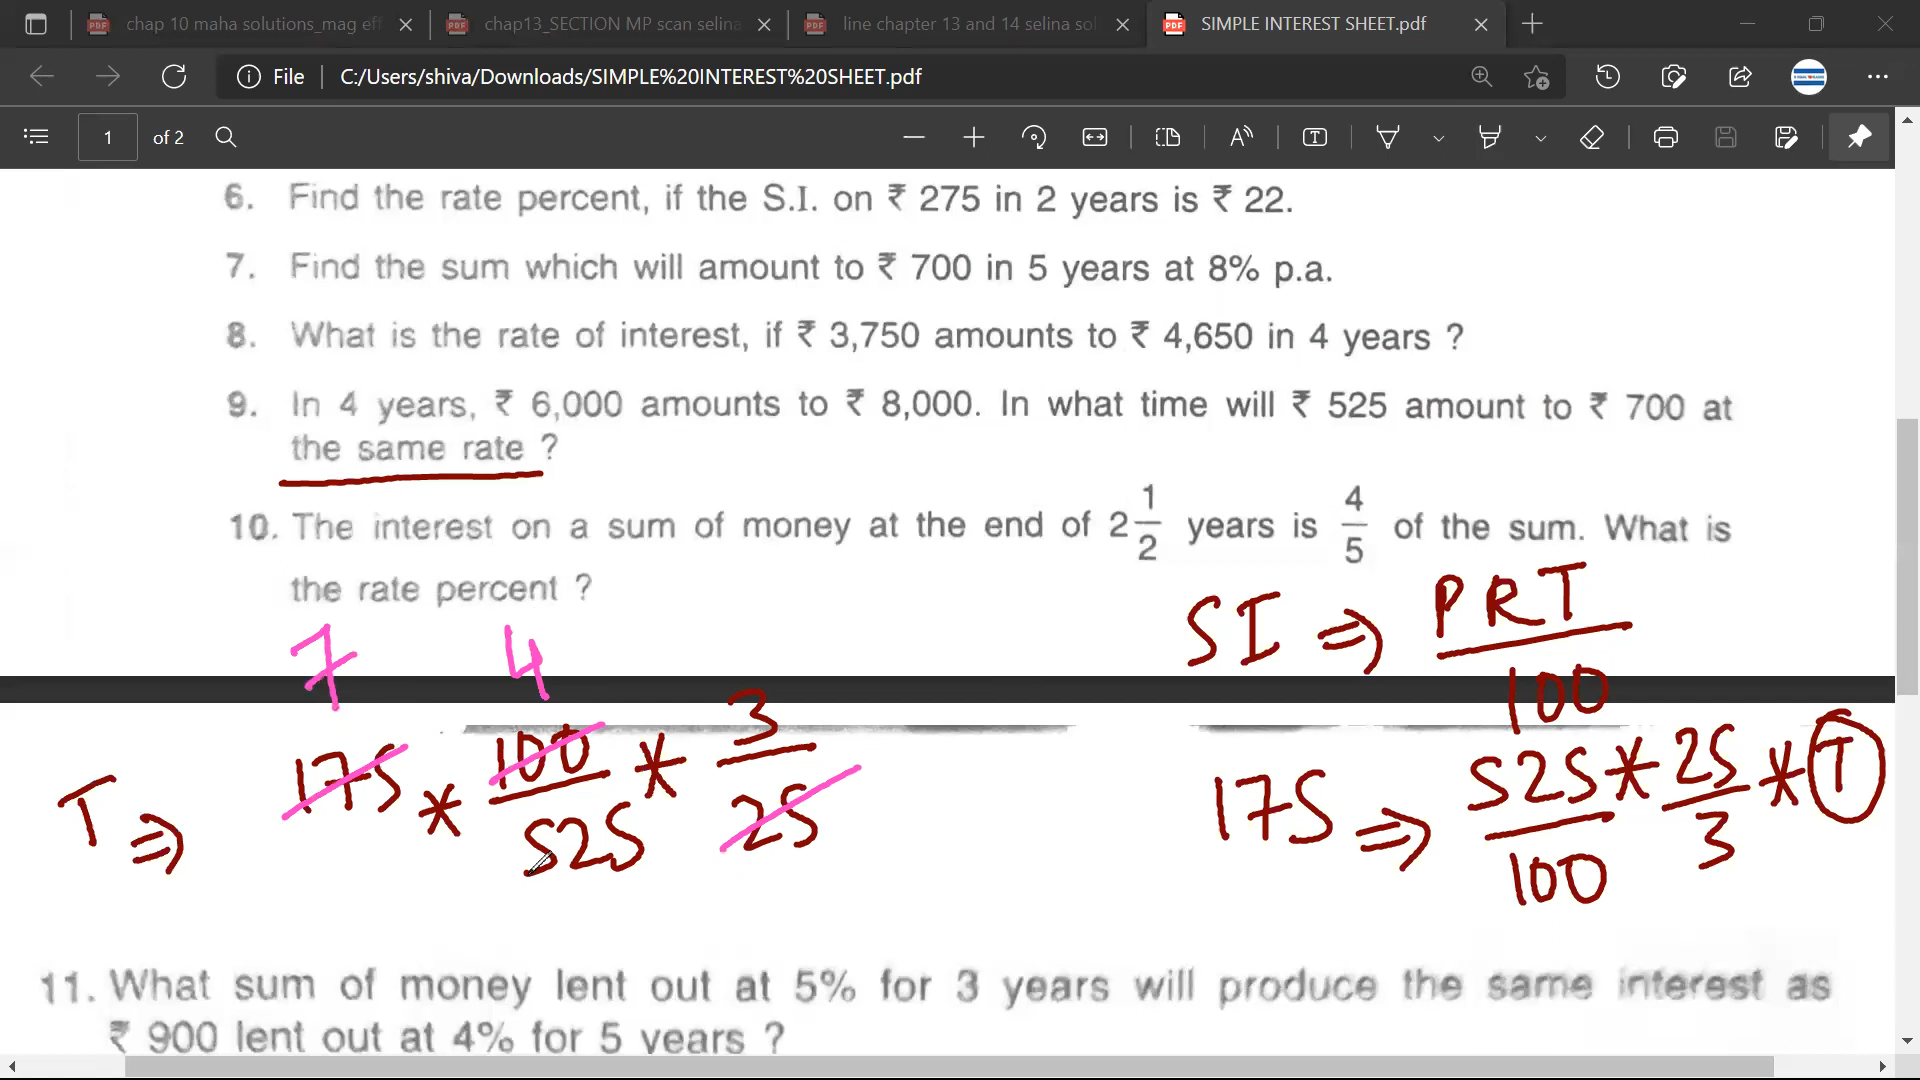 chap 10 maha solutions_mag eff
chap13_SECTION MP scan selina
line chapter 13 and 14 selina sol
SIMPLE INTEREST SHEET.pdf
File
C:/Users/shiva/Downloads/SIMPLE%20INTEREST%20SHEET.pdf
1 of 2
6. Find the rate percent, if the S.I. on ₹ 275 in 2 years is ₹ 22.
7. Find the sum which will amount to ₹ 700 in 5 years at 8% p.a.
8. What is the rate of interest, if ₹ 3,750 amounts to ₹ 4,650 in 4 years ?
9. In 4 years, ₹ 6,000 amounts to ₹ 8,000. In what time will ₹ 525 amount to ₹ 700 at
the same rate ?
10. The interest on a sum of money at the end of 2 1/2 years is 4/5 of the sum. What is
the rate percent ?
SI ⇒ PRT/100
7 4
T ⇒ 175 * 100/525 * 3/25
175 ⇒ 525/100 * 25/3 * T
11. What sum of money lent out at 5% for 3 years will produce the same interest as
₹ 900 lent out at 4% for 5 years ?